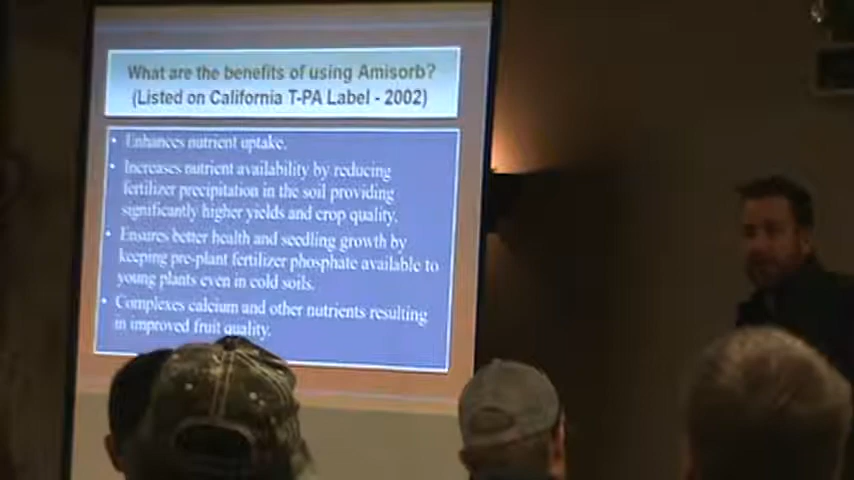 What are the benefits of using Amisorb?
(Listed on California T-PA Label - 2002)
• Enhances nutrient uptake.
• Increases nutrient availability by reducing
fertilizer precipitation in the soil providing
significantly higher yields and crop quality.
• Ensures better health and seedling growth by
keeping pre-plant fertilizer phosphate available to
young plants even in cold soils.
• Complexes calcium and other nutrients resulting
in improved fruit quality.